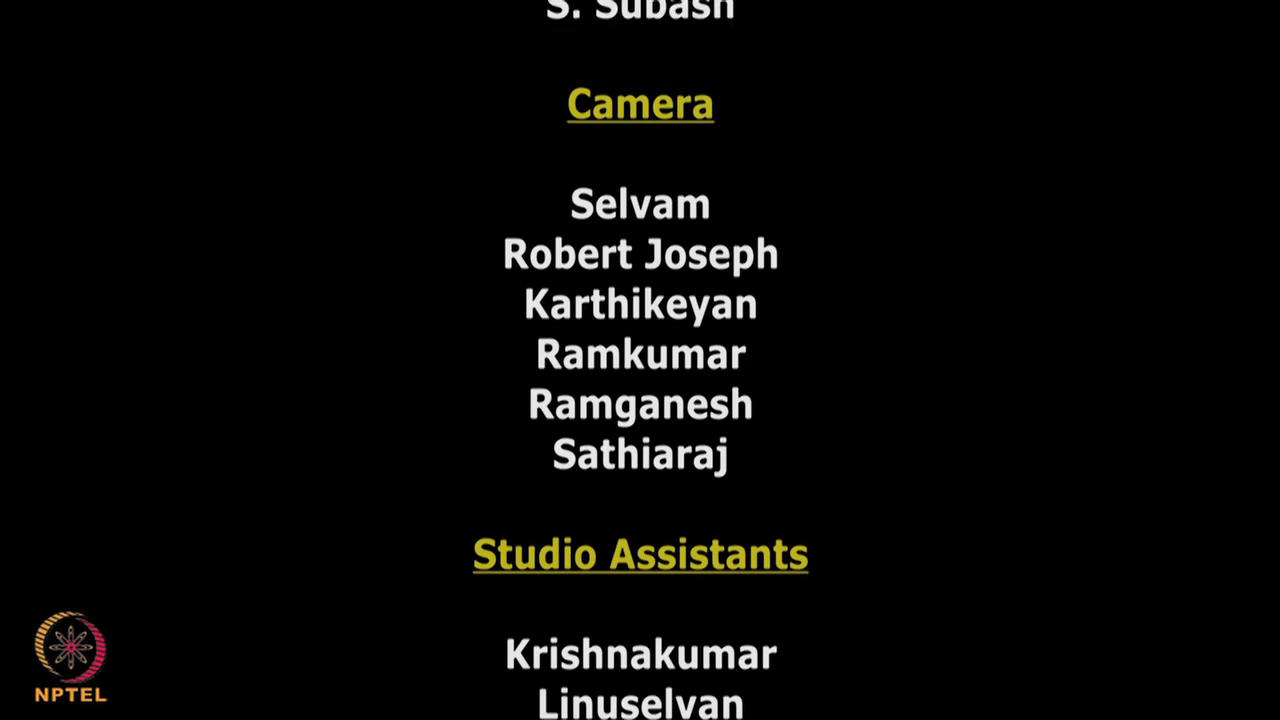 S. Subash
Camera
Selvam
Robert Joseph
Karthikeyan
Ramkumar
Ramganesh
Sathiaraj
Studio Assistants
Krishnakumar
Linuselvan
NPTEL